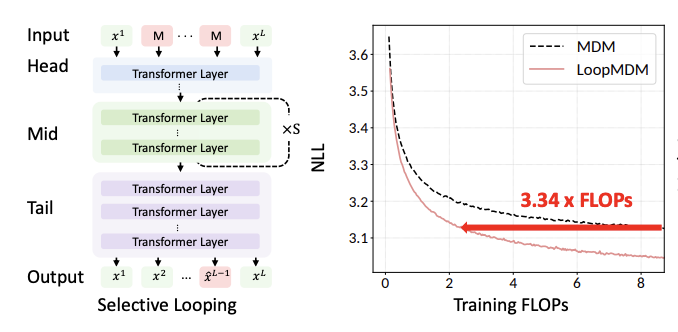 Input
x¹ M ··· M x^L
Head
Transformer Layer
⋮
Mid
Transformer Layer
⋮
Transformer Layer
×S
Tail
Transformer Layer
Transformer Layer
⋮
Transformer Layer
Output
x¹ x² ... x̂^{L−1} x^L
Selective Looping
NLL
3.6
3.5
3.4
3.3
3.2
3.1
MDM
LoopMDM
3.34 x FLOPs
0 2 4 6 8
Training FLOPs